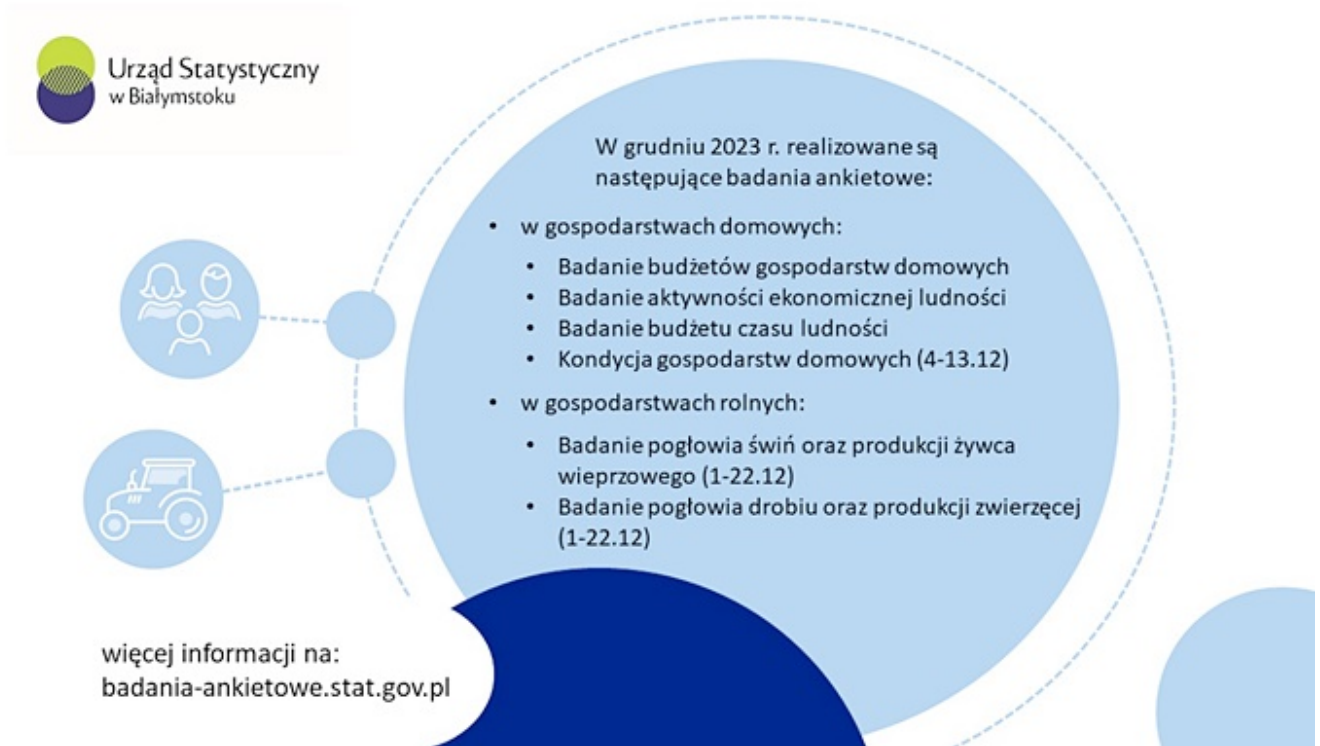 Urząd Statystyczny
w Białymstoku
W grudniu 2023 r. realizowane są
następujące badania ankietowe:
• w gospodarstwach domowych:
• Badanie budżetów gospodarstw domowych
• Badanie aktywności ekonomicznej ludności
• Badanie budżetu czasu ludności
• Kondycja gospodarstw domowych (4-13.12)
• w gospodarstwach rolnych:
• Badanie pogłowia świń oraz produkcji żywca
wieprzowego (1-22.12)
• Badanie pogłowia drobiu oraz produkcji zwierzęcej
(1-22.12)
więcej informacji na:
badania-ankietowe.stat.gov.pl